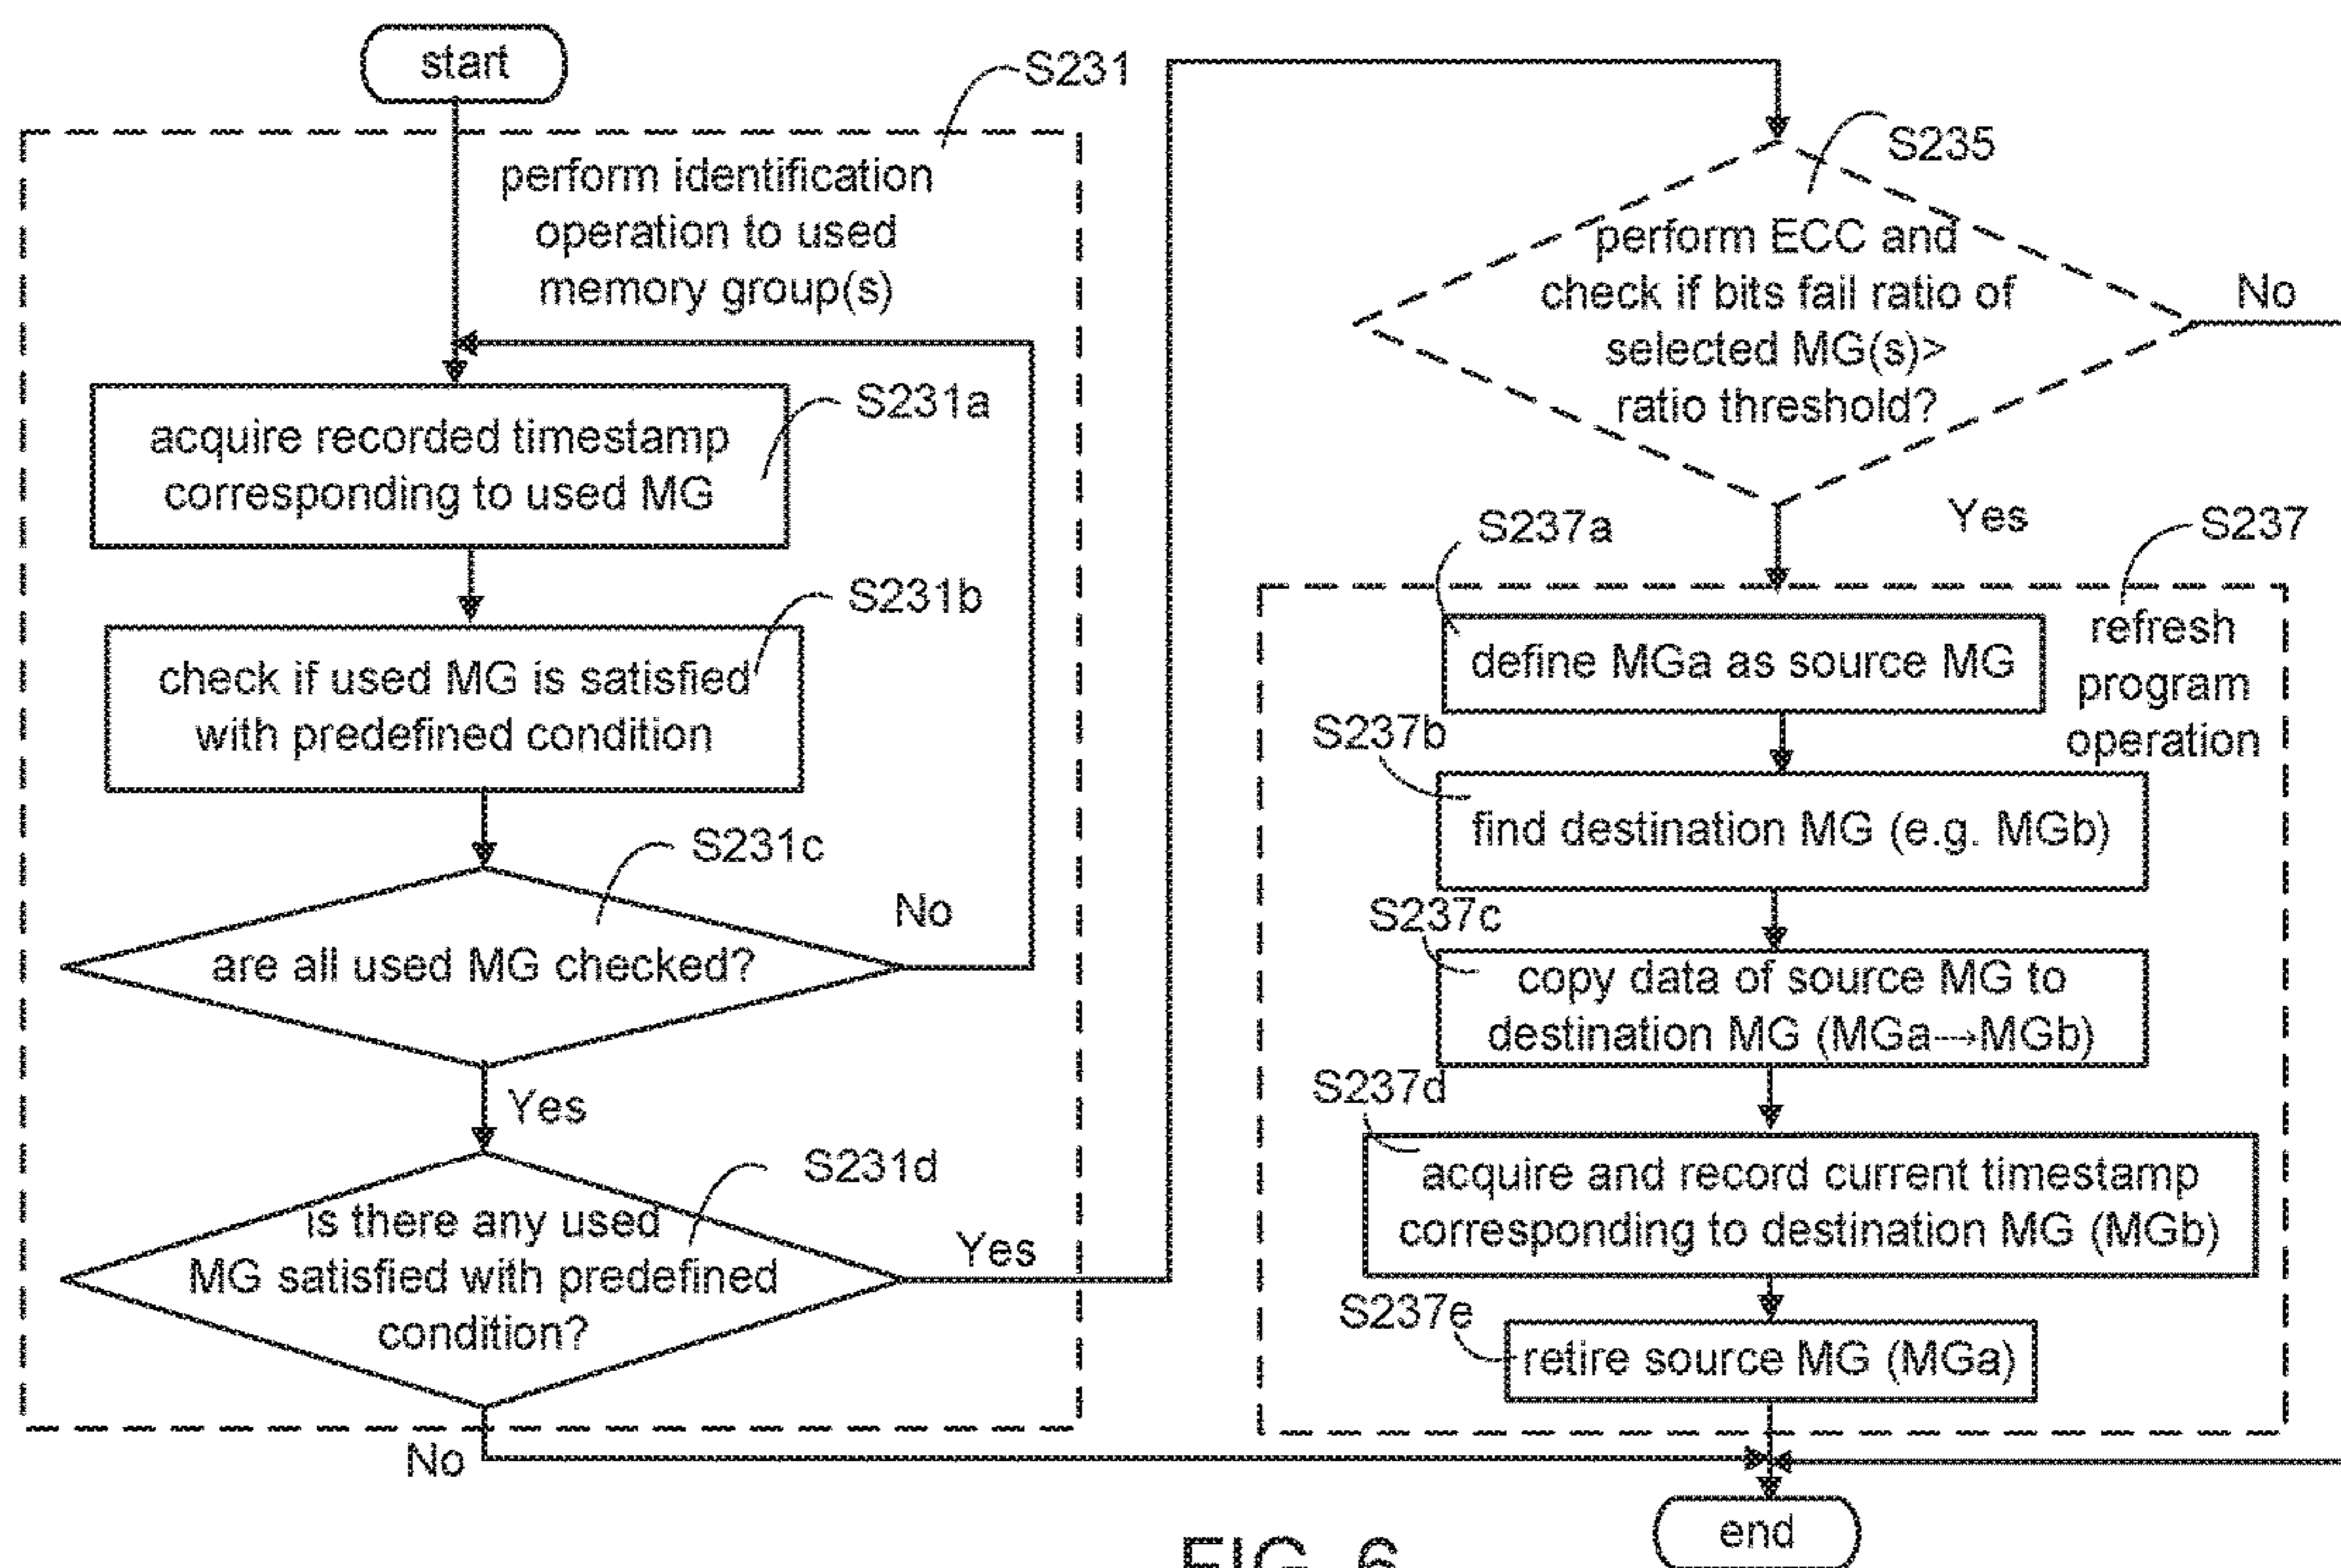 start
S231
perform identification
operation to used
memory group(s)
acquire recorded timestamp
corresponding to used MG
S231a
S231b
check if used MG is satisfied
with predefined condition
S231c
No
are all used MG checked?
Yes
S231d
is there any used
MG satisfied with predefined
condition?
Yes
No
S235
perform ECC and
check if bits fail ratio of
selected MG(s)>
ratio threshold?
No
Yes
S237
refresh
program
operation
S237a
define MGa as source MG
S237b
find destination MG (e.g. MGb)
S237c
copy data of source MG to
destination MG (MGa--→MGb)
S237d
acquire and record current timestamp
corresponding to destination MG (MGb)
S237e
retire source MG (MGa)
end
FIG. 6